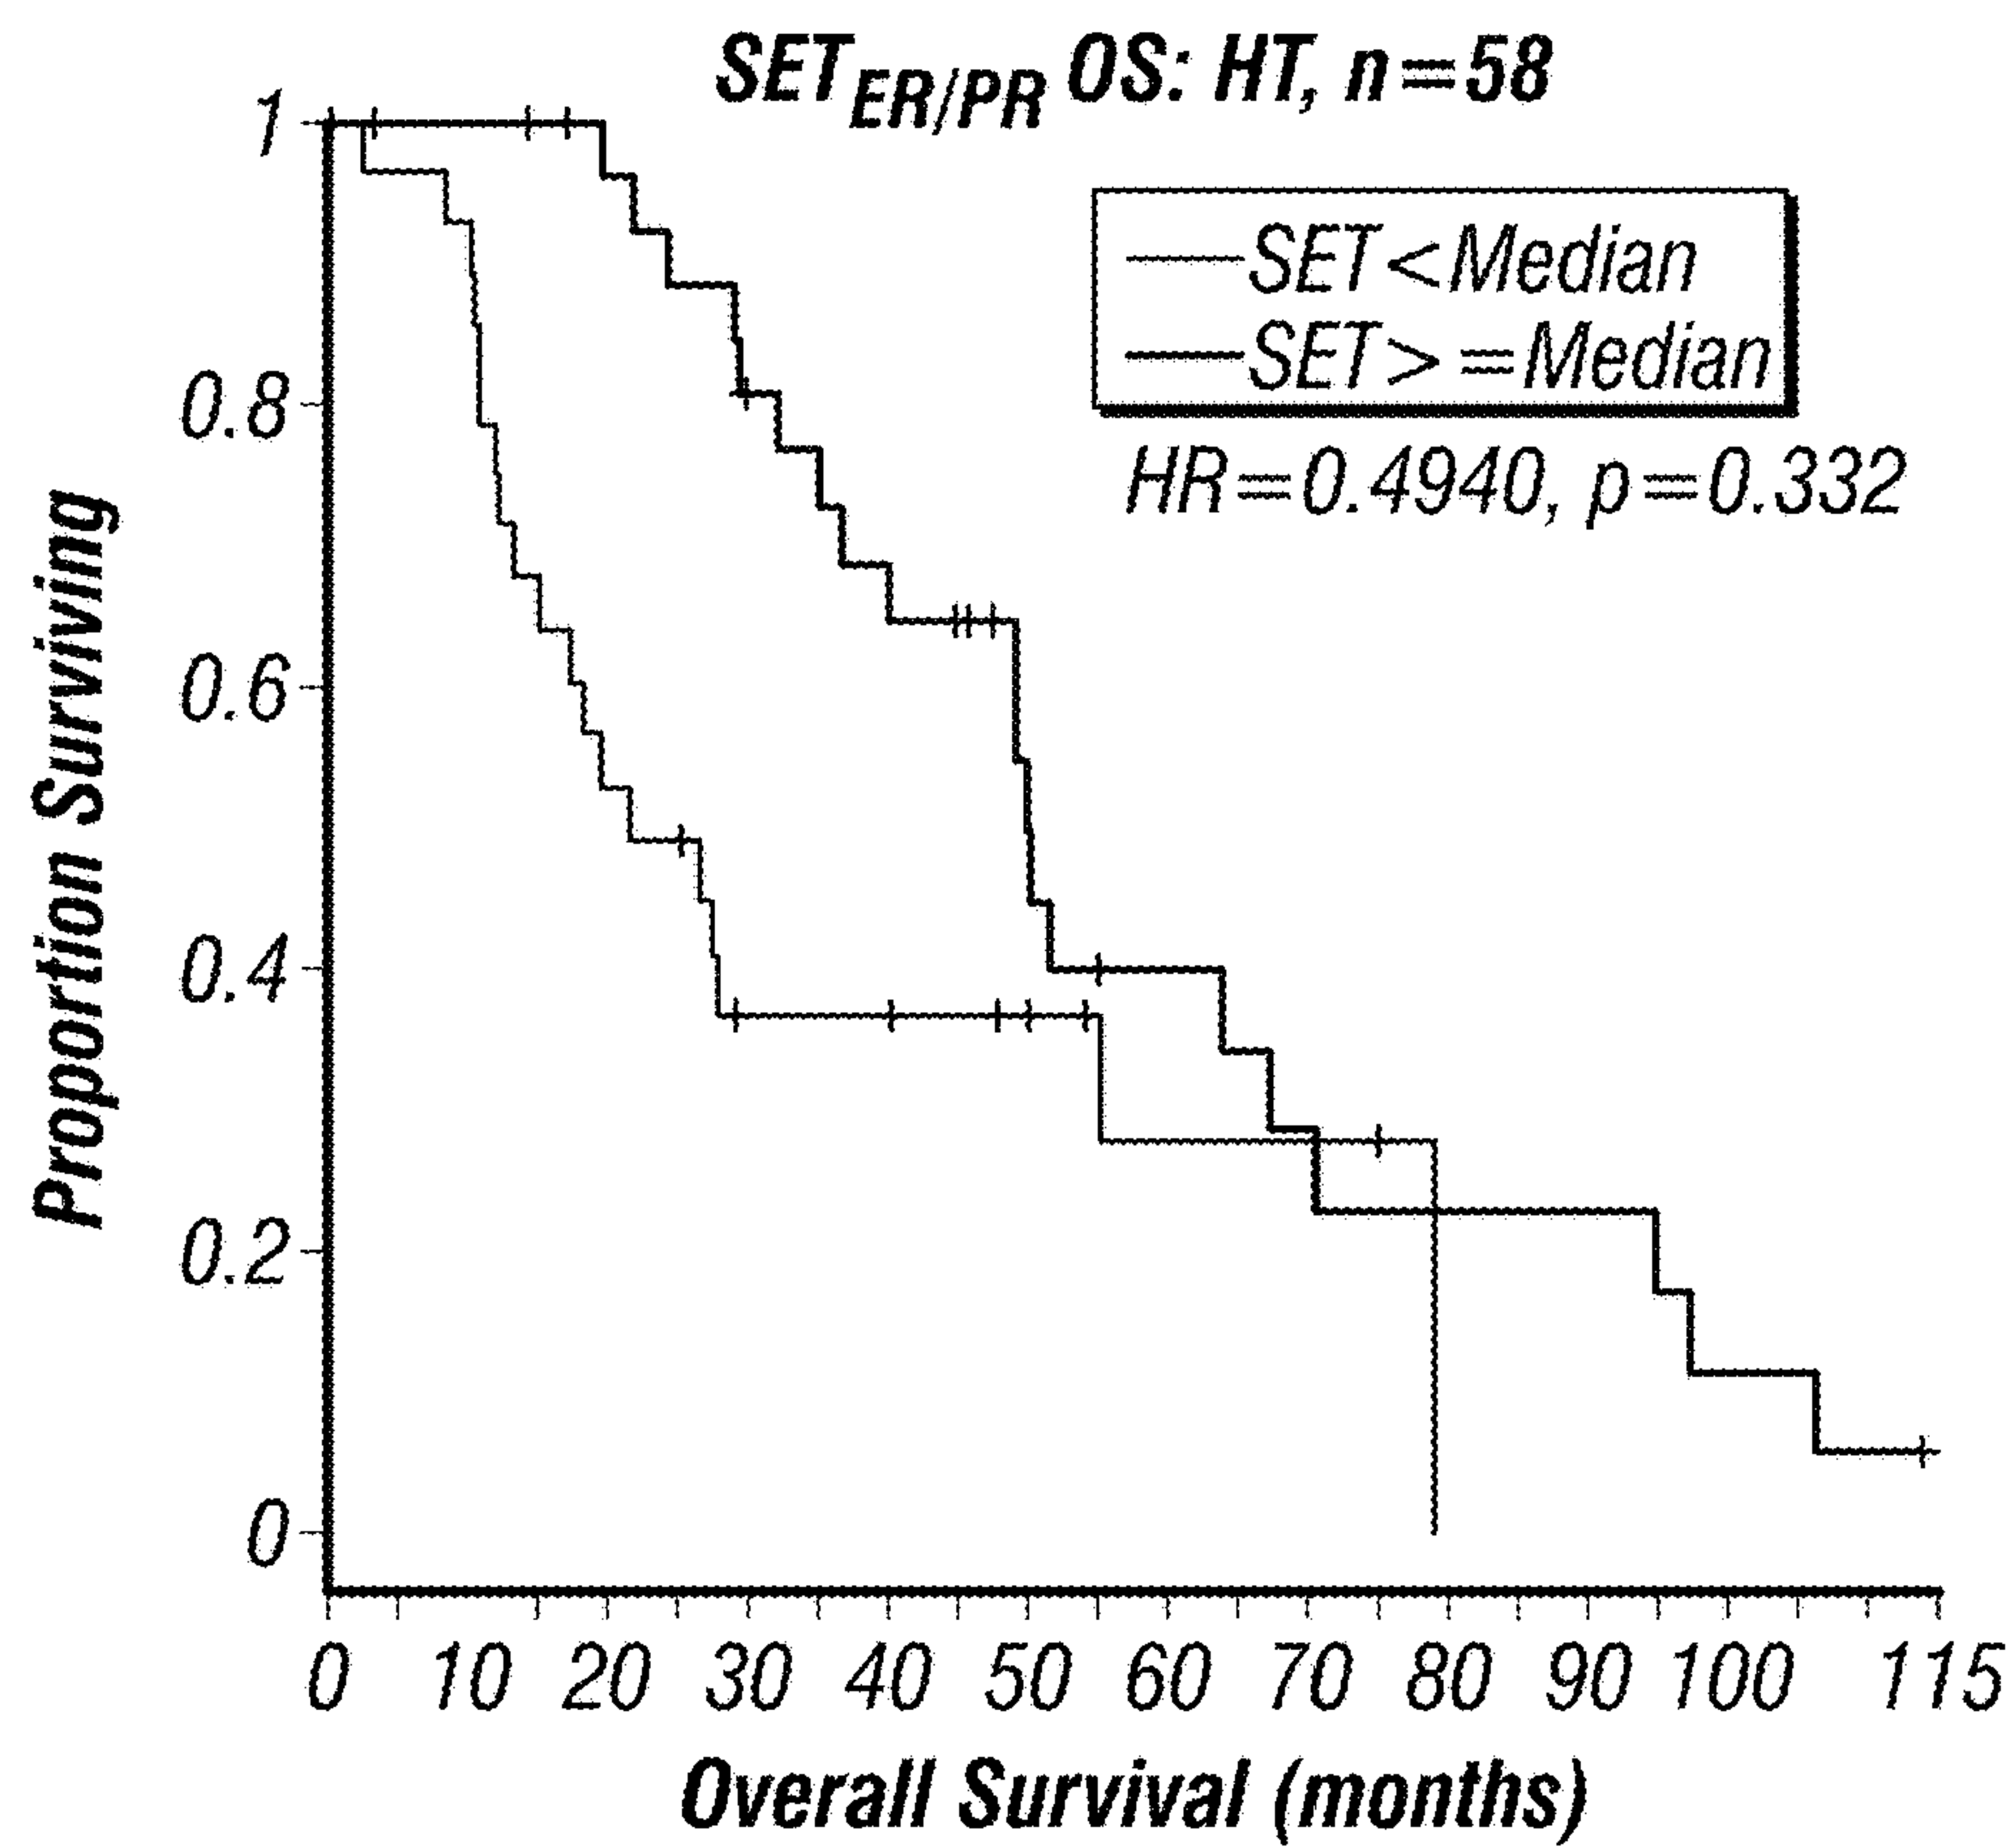 SET ER/PR OS: HT, n=58
SET<Median
SET>=Median
HR=0.4940, p=0.332
Proportion Surviving
1
0.8
0.6
0.4
0.2
0
0 10 20 30 40 50 60 70 80 90 100 115
Overall Survival (months)